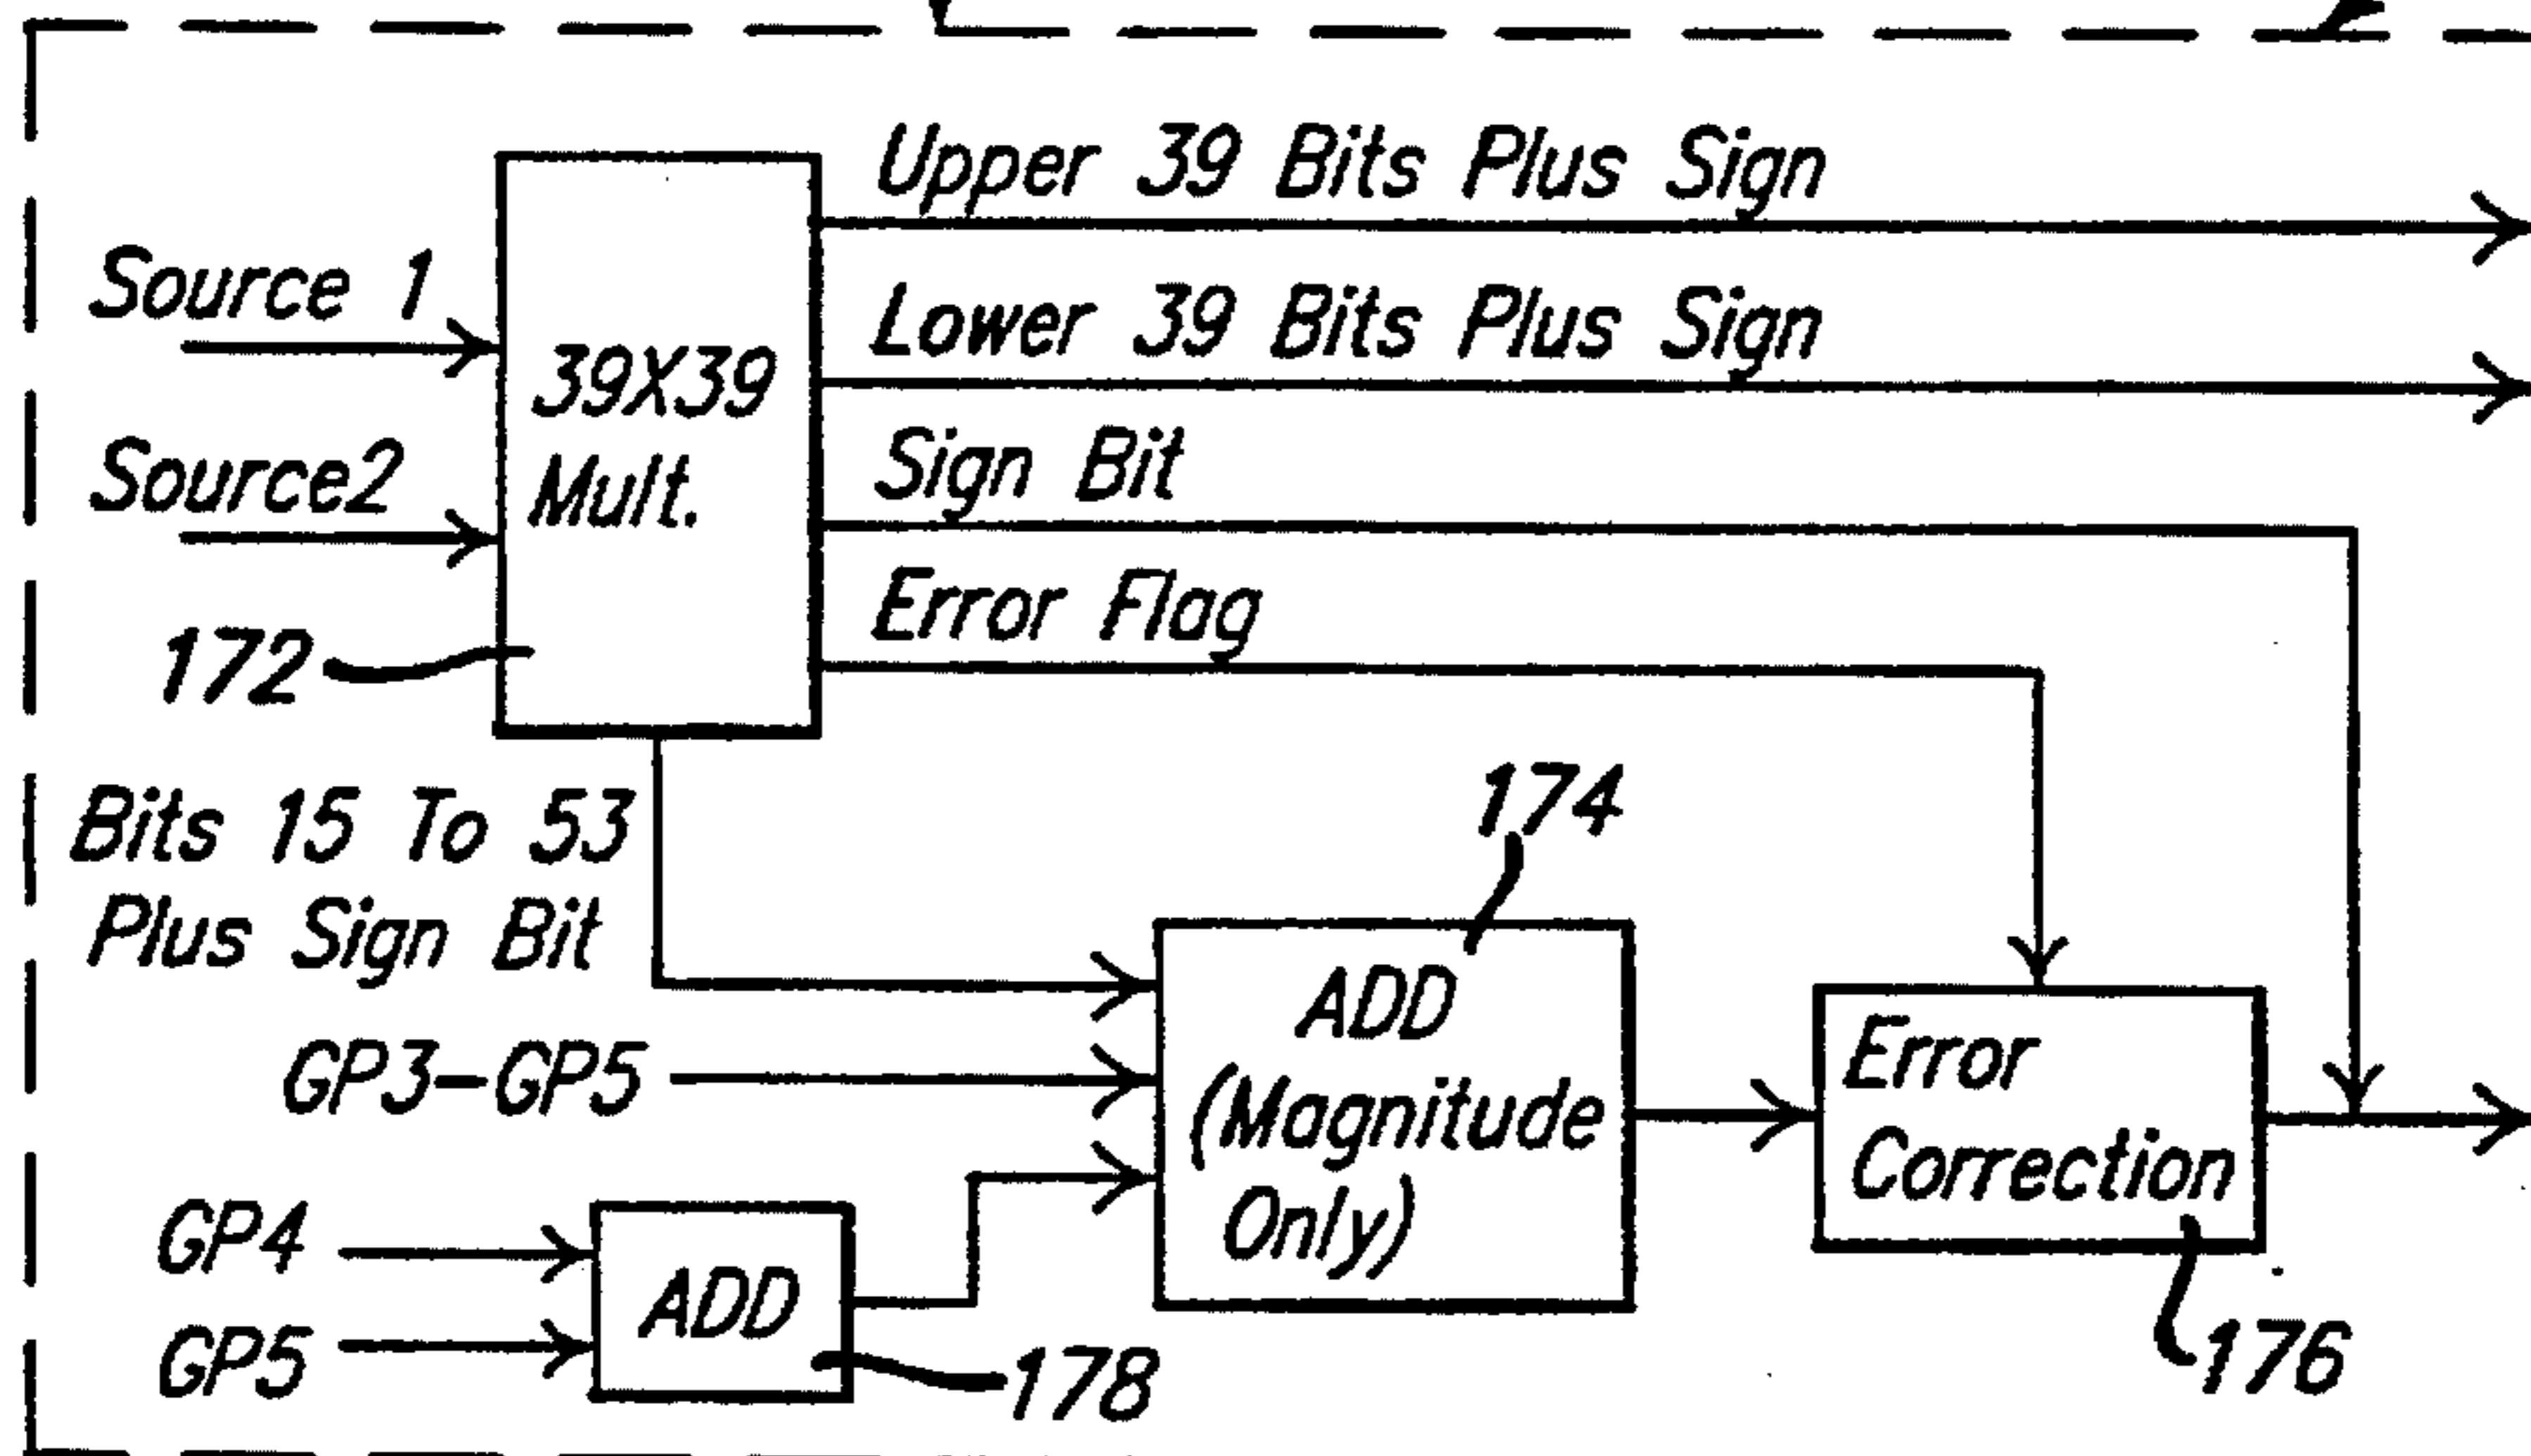 Upper 39 Bits Plus Sign
Source 1
Lower 39 Bits Plus Sign
39X39
Mult.
Source2
Sign Bit
Error Flag
172
Bits 15 To 53
Plus Sign Bit
174
ADD
(Magnitude
Only)
GP3-GP5
Error
Correction
GP4
GP5
ADD
178
176